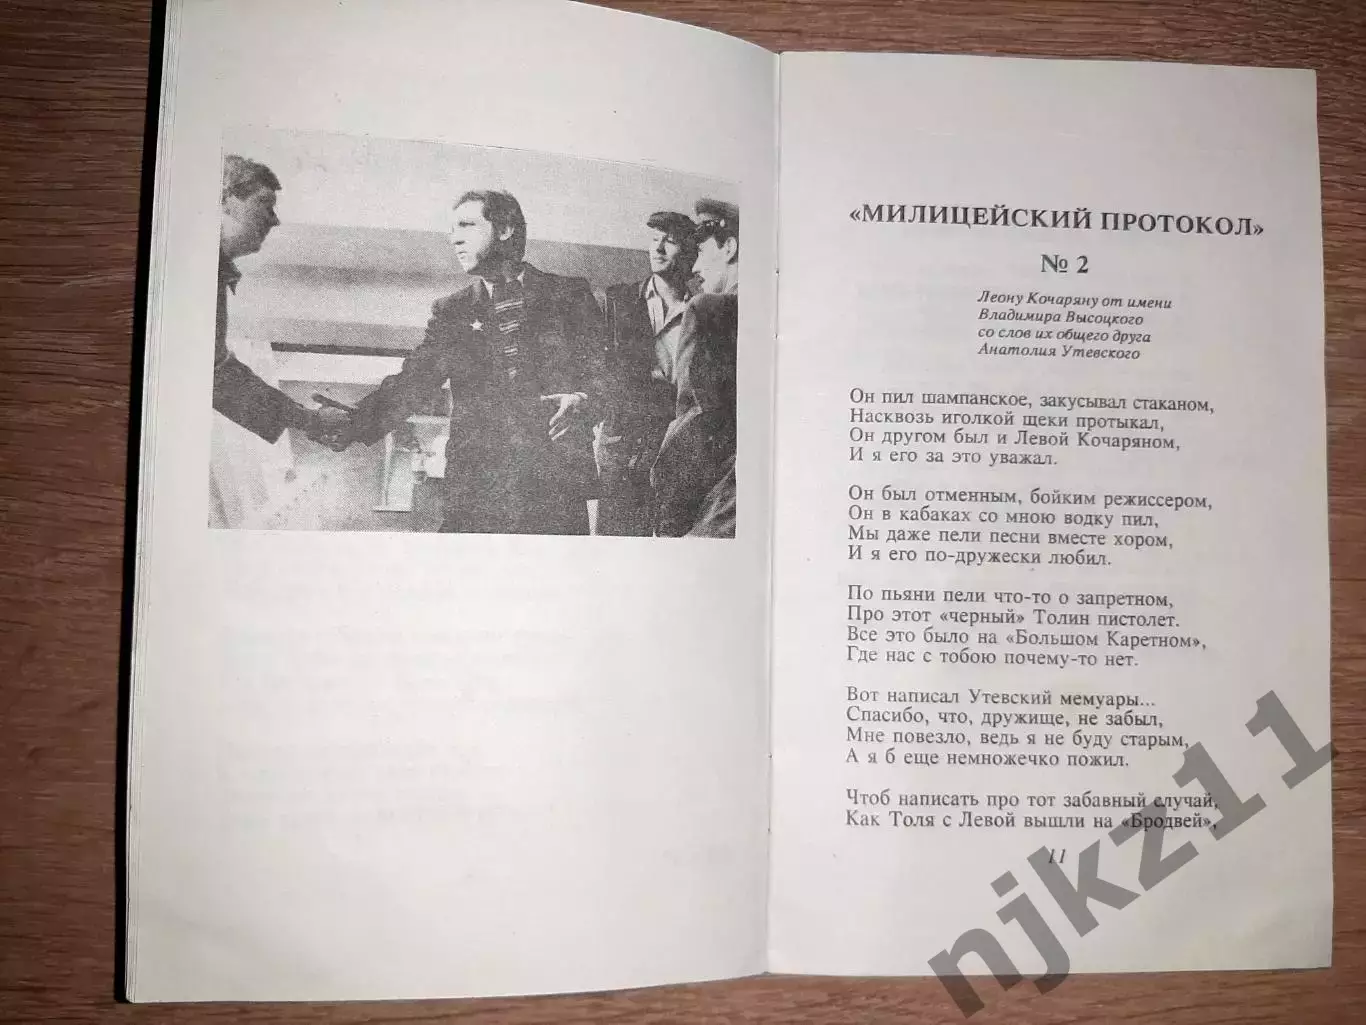 «МИЛИЦЕЙСКИЙ ПРОТОКОЛ»
№ 2
Леону Кочаряну от имени
Владимира Высоцкого
со слов их общего друга
Анатолия Утевского
Он пил шампанское, закусывал стаканом,
Насквозь иголкой щеки протыкал,
Он другом был и Левой Кочаряном,
И я его за это уважал.
Он был отменным, бойким режиссером,
Он в кабаках со мною водку пил,
Мы даже пели песни вместе хором,
И я его по-дружески любил.
По пьяни пели что-то о запретном,
Про этот «черный» Толин пистолет.
Все это было на «Большом Каретном»,
Где нас с тобою почему-то нет.
Вот написал Утевский мемуары...
Спасибо, что, дружище, не забыл,
Мне повезло, ведь я не буду старым,
А я б еще немножечко пожил.
Чтоб написать про тот забавный случай,
Как Толя с Левой вышли на «Бродвей»,
11
njkz11